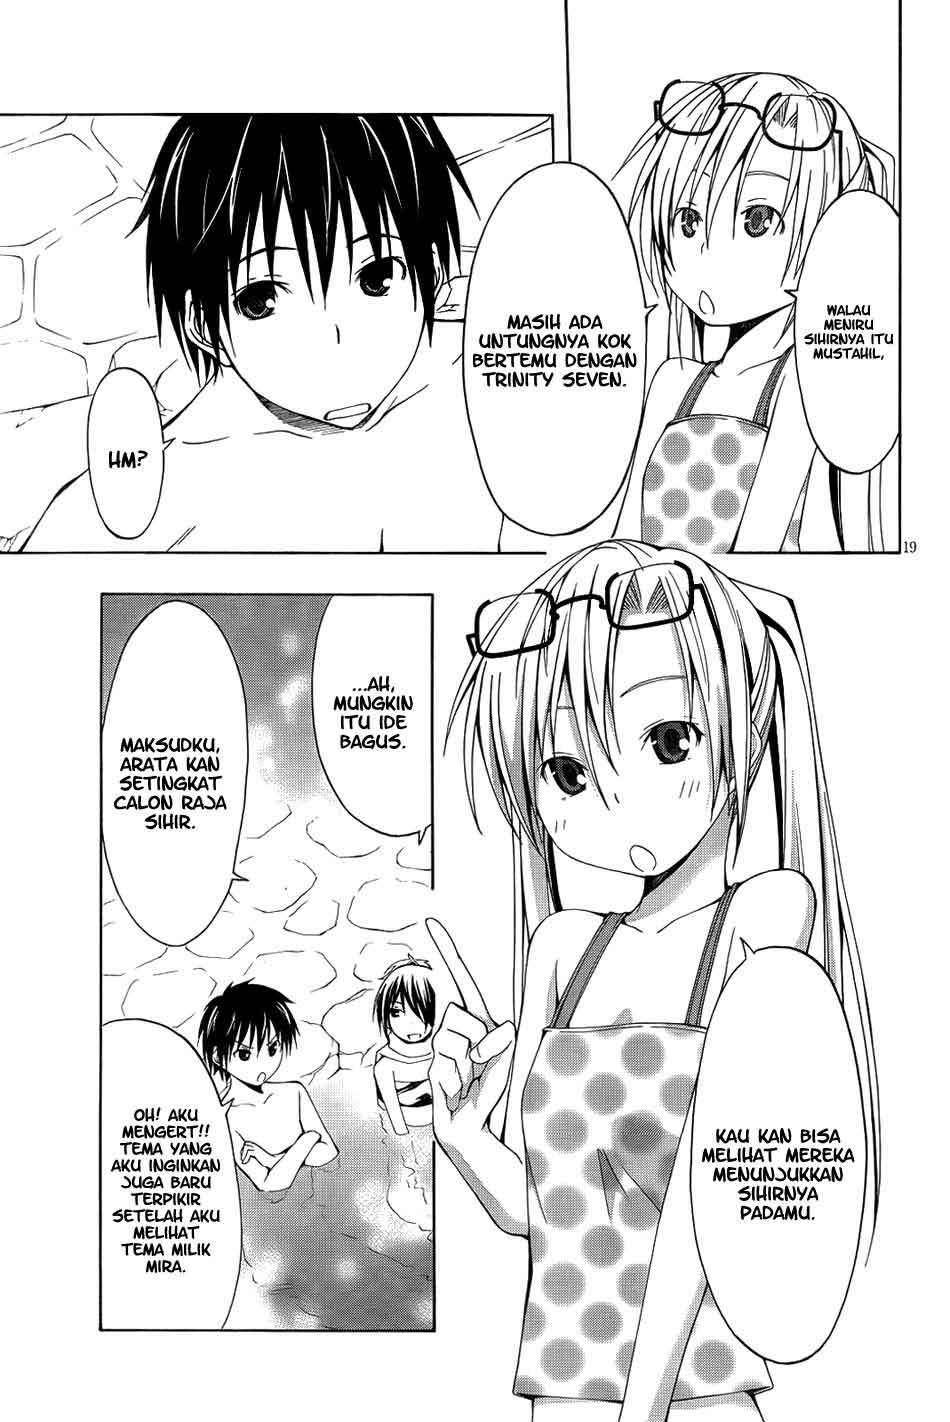 WALAU
MENIRU
SIHIRNYA ITU
MUSTAHIL,
MASIH ADA
UNTUNGNYA KOK
BERTEMU DENGAN
TRINITY SEVEN.
HM?
19
KAU KAN BISA
MELIHAT MEREKA
MENUNJUKKAN
SIHIRNYA
PADAMU.
...AH,
MUNGKIN
ITU IDE
BAGUS.
MAKSUDKU,
ARATA KAN
SETINGKAT
CALON RAJA
SIHIR.
OH! AKU
MENGERT!!
TEMA YANG
AKU INGINKAN
JUGA BARU
TERPIKIR
SETELAH AKU
MELIHAT
TEMA MILIK
MIRA.